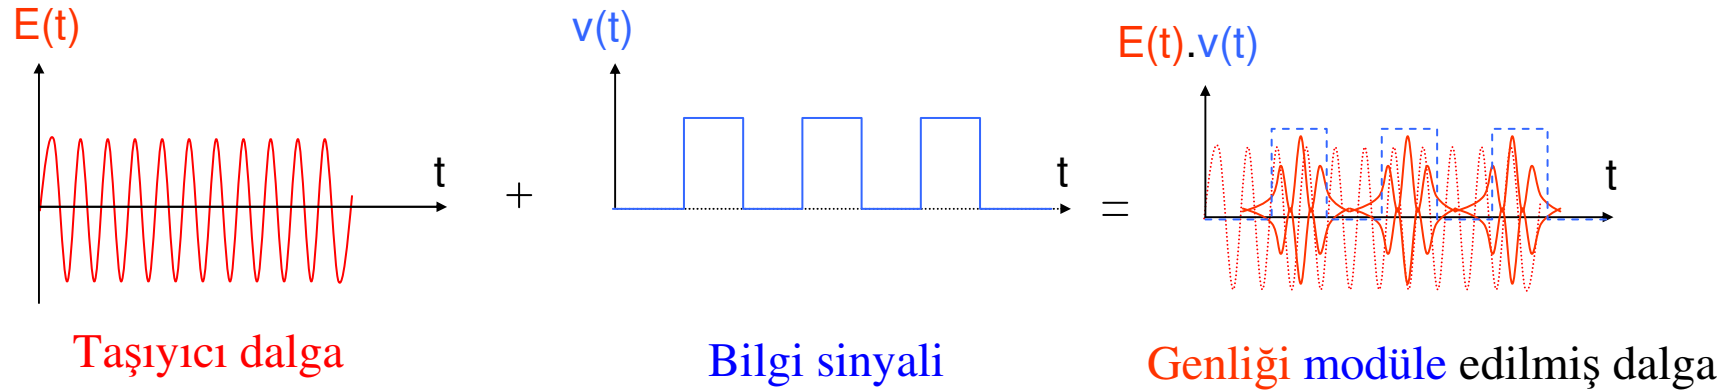 E(t)
t
Taşıyıcı dalga
+
v(t)
t
Bilgi sinyali
=
E(t).v(t)
t
Genliği modüle edilmiş dalga